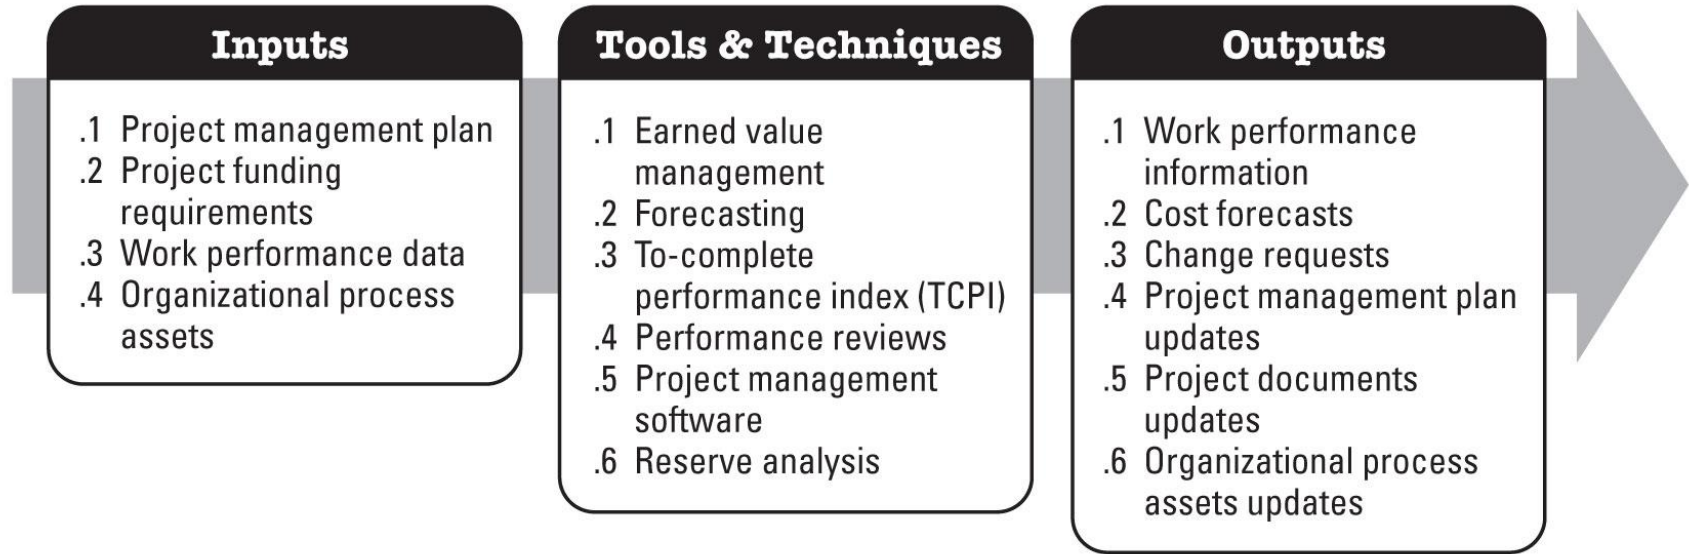 Inputs
.1 Project management plan
.2 Project funding
requirements
.3 Work performance data
.4 Organizational process
assets
Tools & Techniques
.1 Earned value
management
.2 Forecasting
.3 To-complete
performance index (TCPI)
.4 Performance reviews
.5 Project management
software
.6 Reserve analysis
Outputs
.1 Work performance
information
.2 Cost forecasts
.3 Change requests
.4 Project management plan
updates
.5 Project documents
updates
.6 Organizational process
assets updates